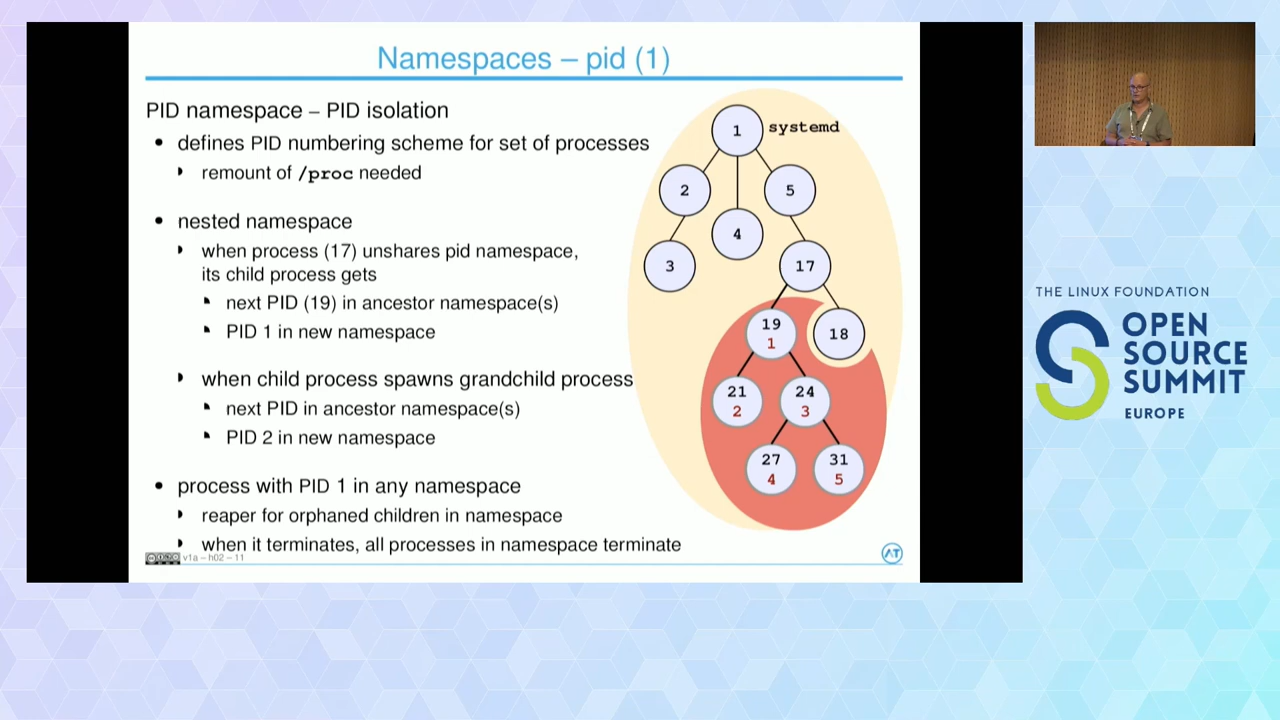 Namespaces – pid (1)
PID namespace – PID isolation
• defines PID numbering scheme for set of processes
remount of /proc needed
• nested namespace
when process (17) unshares pid namespace,
its child process gets
next PID (19) in ancestor namespace(s)
PID 1 in new namespace
when child process spawns grandchild process
next PID in ancestor namespace(s)
PID 2 in new namespace
• process with PID 1 in any namespace
reaper for orphaned children in namespace
when it terminates, all processes in namespace terminate
v1a – h02 – 11
1 systemd
2
5
4
3
17
19
1
18
21
2
24
3
27
4
31
5
AT
THE LINUX FOUNDATION
OPEN
SOURCE
SUMMIT
EUROPE